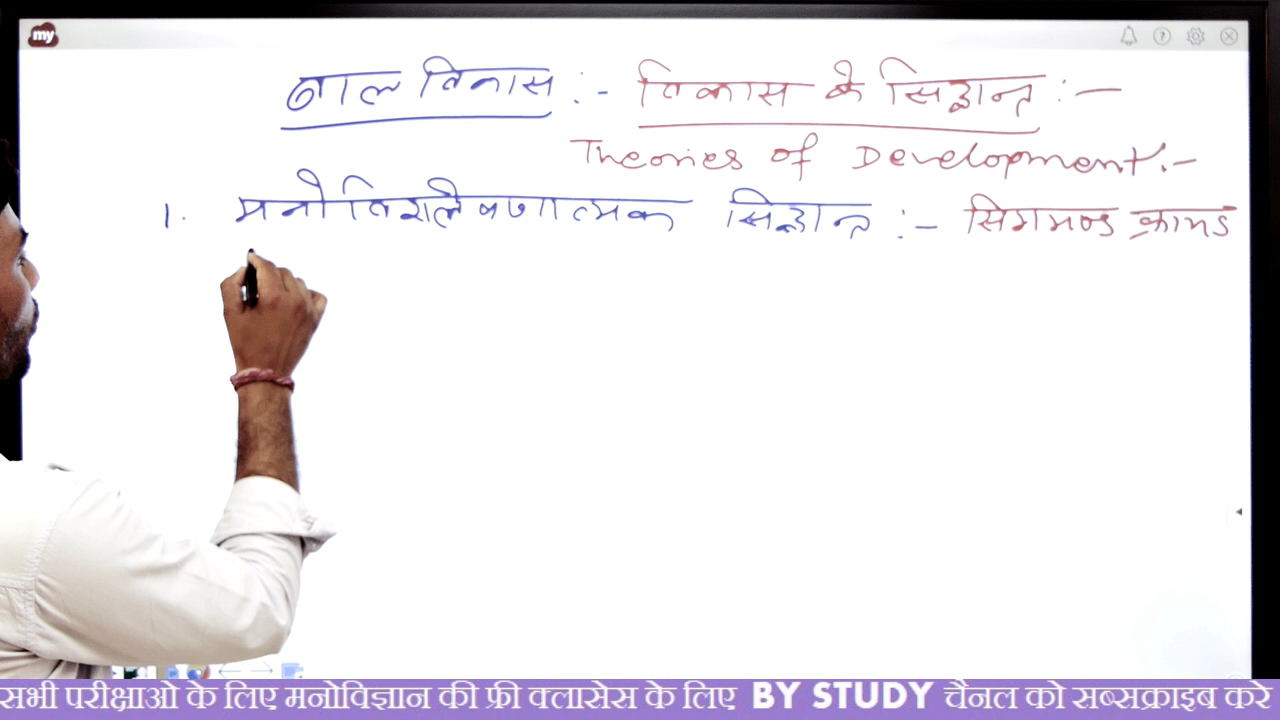 my
बाल विकास :- विकास के सिद्धान्त :-
Theories of Development :-
1. मनोविश्लेषणात्मक सिद्धान्त :- सिगमण्ड फ्रायड
सभी परीक्षाओ के लिए मनोविज्ञान की फ्री क्लासेस के लिए BY STUDY चैनल को सब्सक्राइब करे